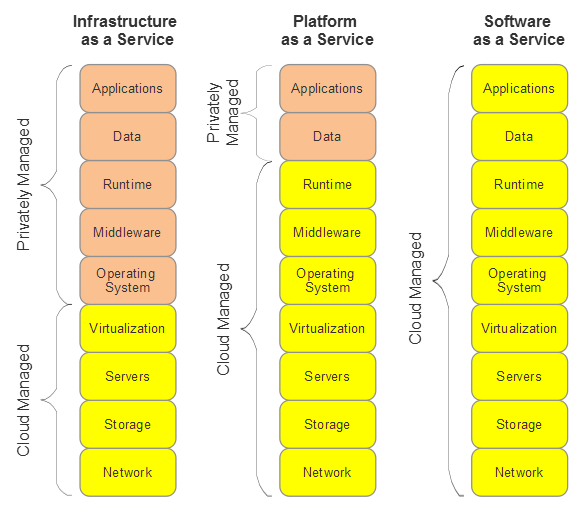 Infrastructure
as a Service
Privately Managed
Cloud Managed
Applications
Data
Runtime
Middleware
Operating
System
Virtualization
Servers
Storage
Network
Platform
as a Service
Privately
Managed
Cloud Managed
Applications
Data
Runtime
Middleware
Operating
System
Virtualization
Servers
Storage
Network
Software
as a Service
Cloud Managed
Applications
Data
Runtime
Middleware
Operating
System
Virtualization
Servers
Storage
Network